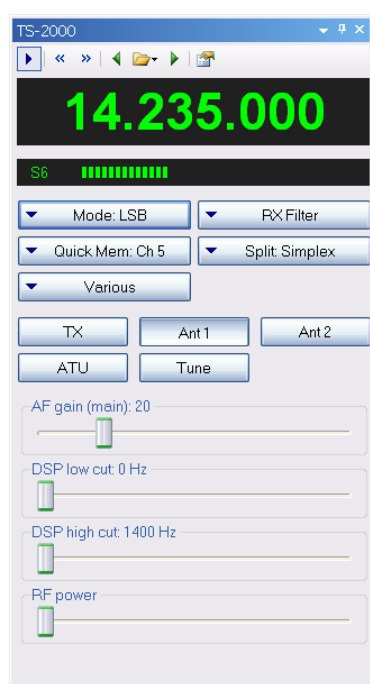 TS-2000
14.235.000
S6
Mode: LSB RX Filter
Quick Mem: Ch 5 Split: Simplex
Various
TX Ant 1 Ant 2
ATU Tune
AF gain (main): 20
DSP low cut: 0 Hz
DSP high cut: 1400 Hz
RF power